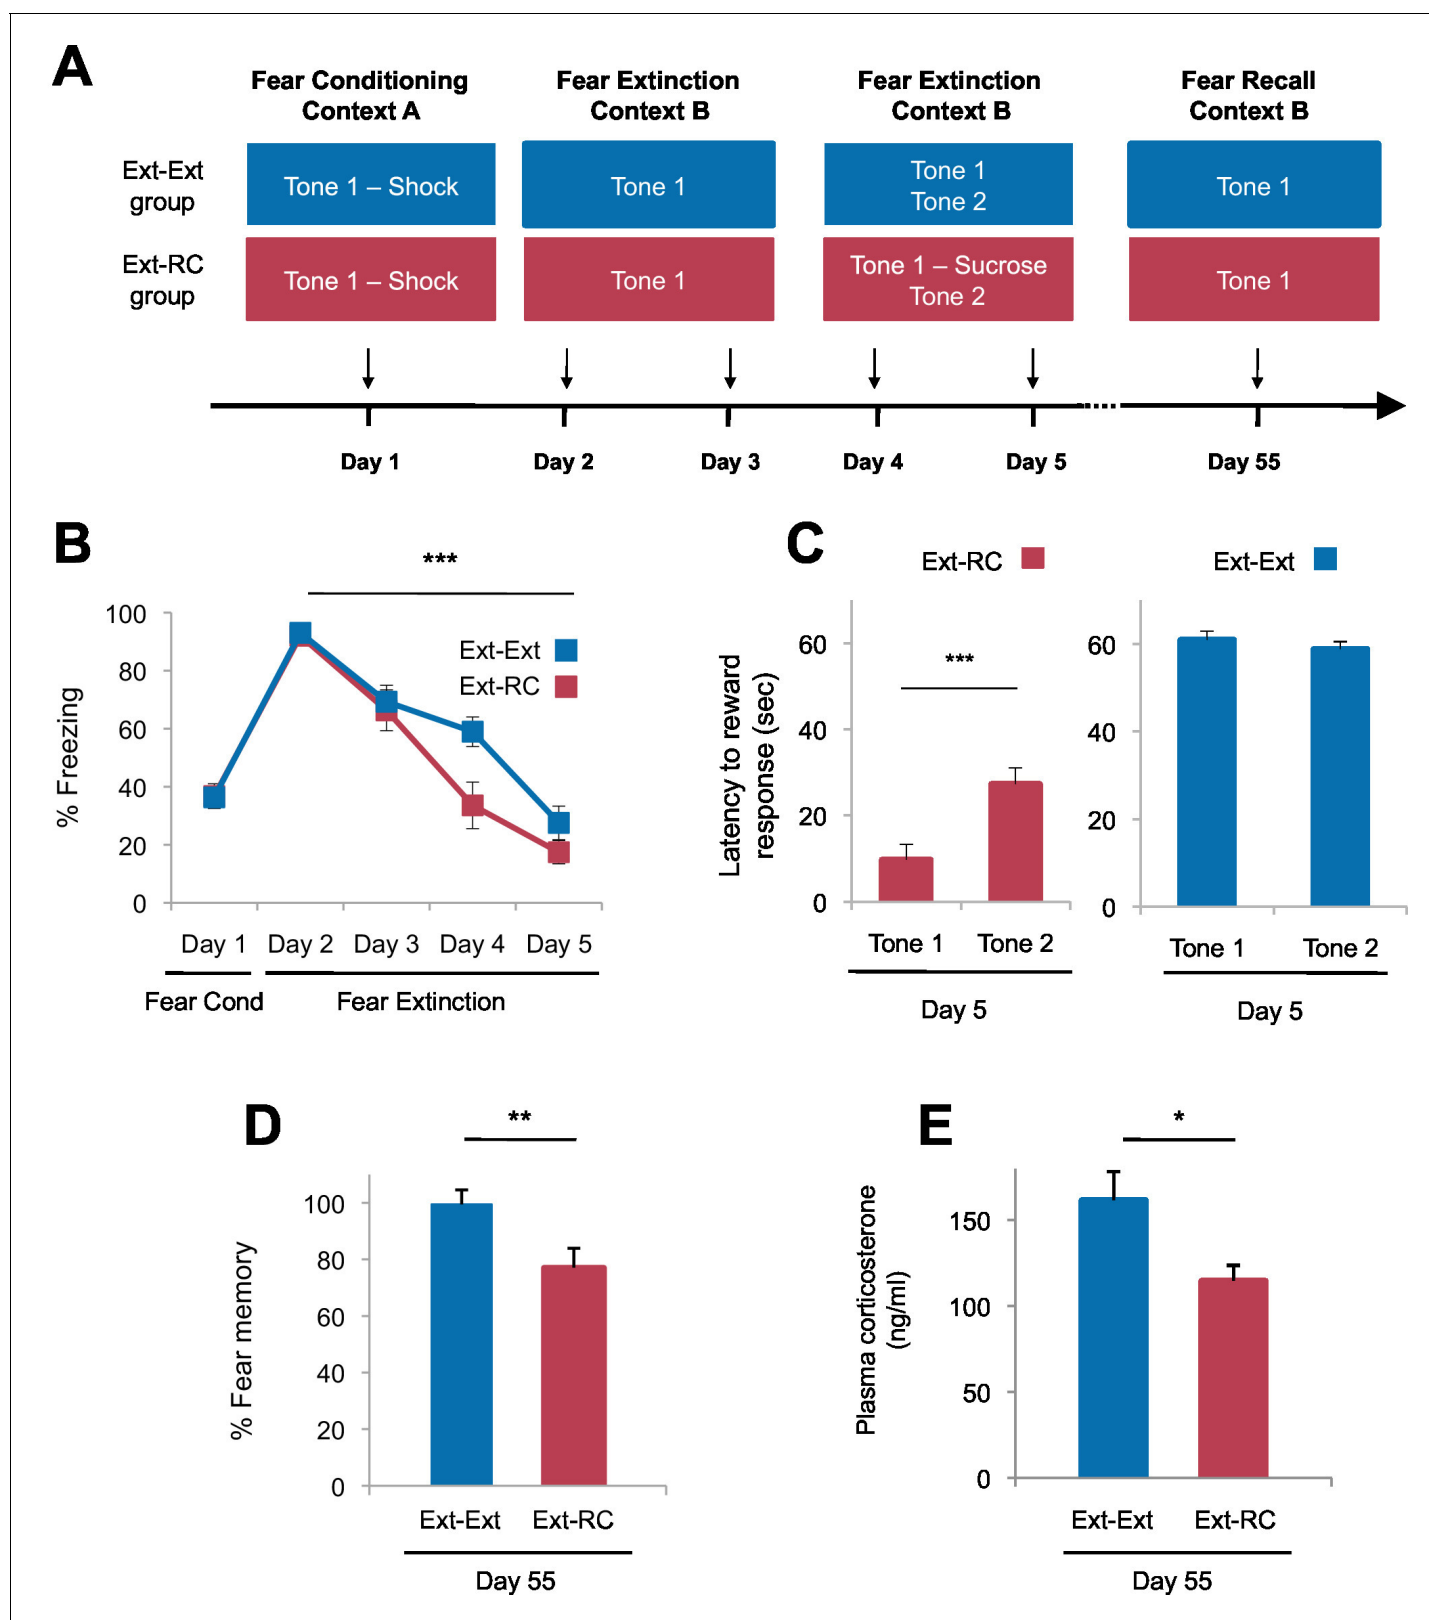 A
Fear Conditioning
Context A
Fear Extinction
Context B
Fear Extinction
Context B
Fear Recall
Context B
Ext-Ext
group
Tone 1 – Shock
Tone 1
Tone 1
Tone 2
Tone 1
Ext-RC
group
Tone 1 – Shock
Tone 1
Tone 1 – Sucrose
Tone 2
Tone 1
Day 1
Day 2
Day 3
Day 4
Day 5
Day 55
B
***
% Freezing
100
80
60
40
20
0
Ext-Ext
Ext-RC
Day 1
Day 2
Day 3
Day 4
Day 5
Fear Cond
Fear Extinction
C
Ext-RC
Ext-Ext
Latency to reward
response (sec)
60
40
20
0
***
Tone 1
Tone 2
Day 5
60
40
20
0
Tone 1
Tone 2
Day 5
D
**
% Fear memory
100
80
60
40
20
0
Ext-Ext
Ext-RC
Day 55
E
*
Plasma corticosterone
(ng/ml)
150
100
50
0
Ext-Ext
Ext-RC
Day 55